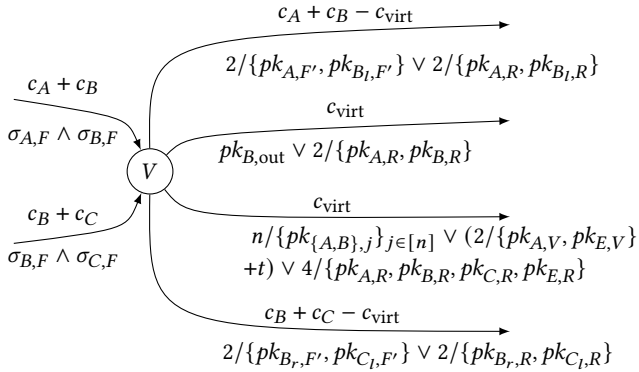 c_A + c_B − c_virt
2/{pk_{A,F′}, pk_{B_l,F′}} ∨ 2/{pk_{A,R}, pk_{B_l,R}}
c_A + c_B
σ_{A,F} ∧ σ_{B,F}
c_virt
pk_{B,out} ∨ 2/{pk_{A,R}, pk_{B,R}}
V
c_B + c_C
σ_{B,F} ∧ σ_{C,F}
c_virt
n/{pk_{{A,B},j}}_{j∈[n]} ∨ (2/{pk_{A,V}, pk_{E,V}}
+t) ∨ 4/{pk_{A,R}, pk_{B,R}, pk_{C,R}, pk_{E,R}}
c_B + c_C − c_virt
2/{pk_{B_r,F′}, pk_{C_l,F′}} ∨ 2/{pk_{B_r,R}, pk_{C_l,R}}